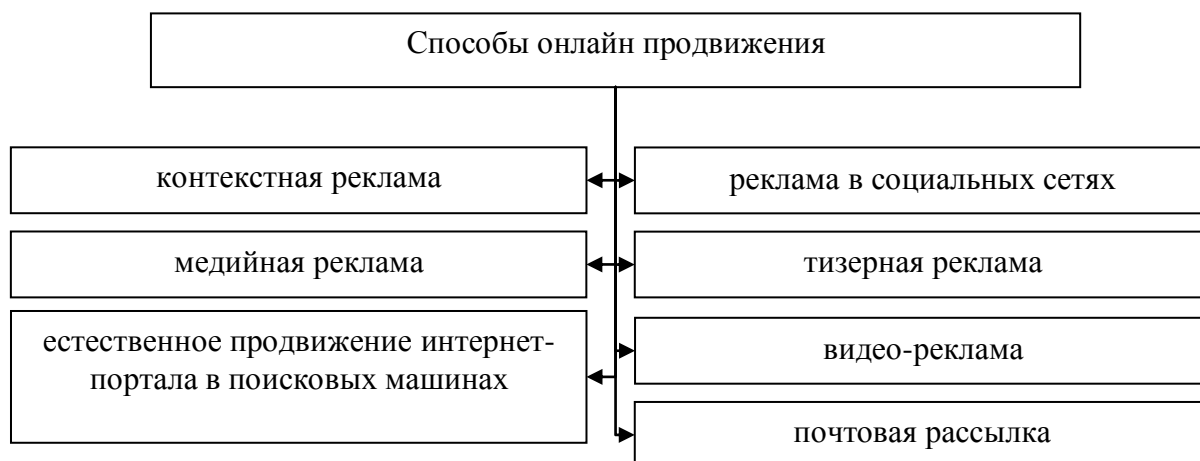 Способы онлайн продвижения
контекстная реклама
реклама в социальных сетях
медийная реклама
тизерная реклама
естественное продвижение интернет-
портала в поисковых машинах
видео-реклама
почтовая рассылка